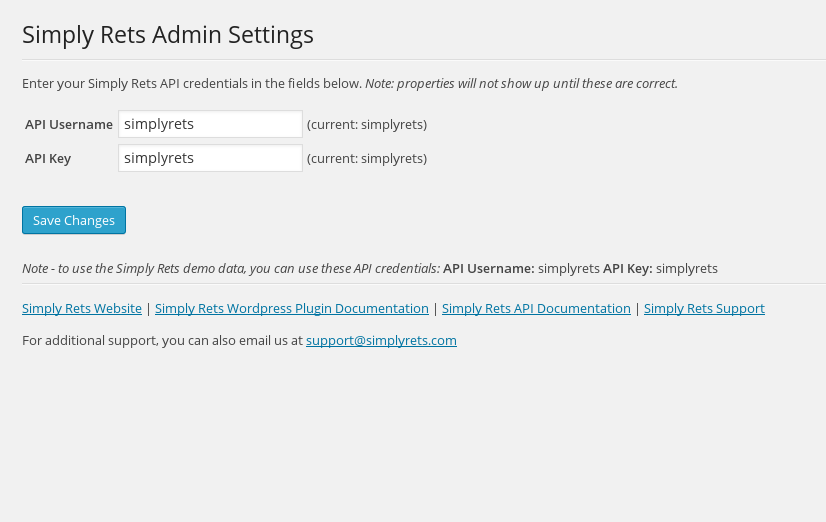 Simply Rets Admin Settings
Enter your Simply Rets API credentials in the fields below. Note: properties will not show up until these are correct.
API Username simplyrets (current: simplyrets)
API Key simplyrets (current: simplyrets)
Save Changes
Note - to use the Simply Rets demo data, you can use these API credentials: API Username: simplyrets API Key: simplyrets
Simply Rets Website | Simply Rets Wordpress Plugin Documentation | Simply Rets API Documentation | Simply Rets Support
For additional support, you can also email us at support@simplyrets.com